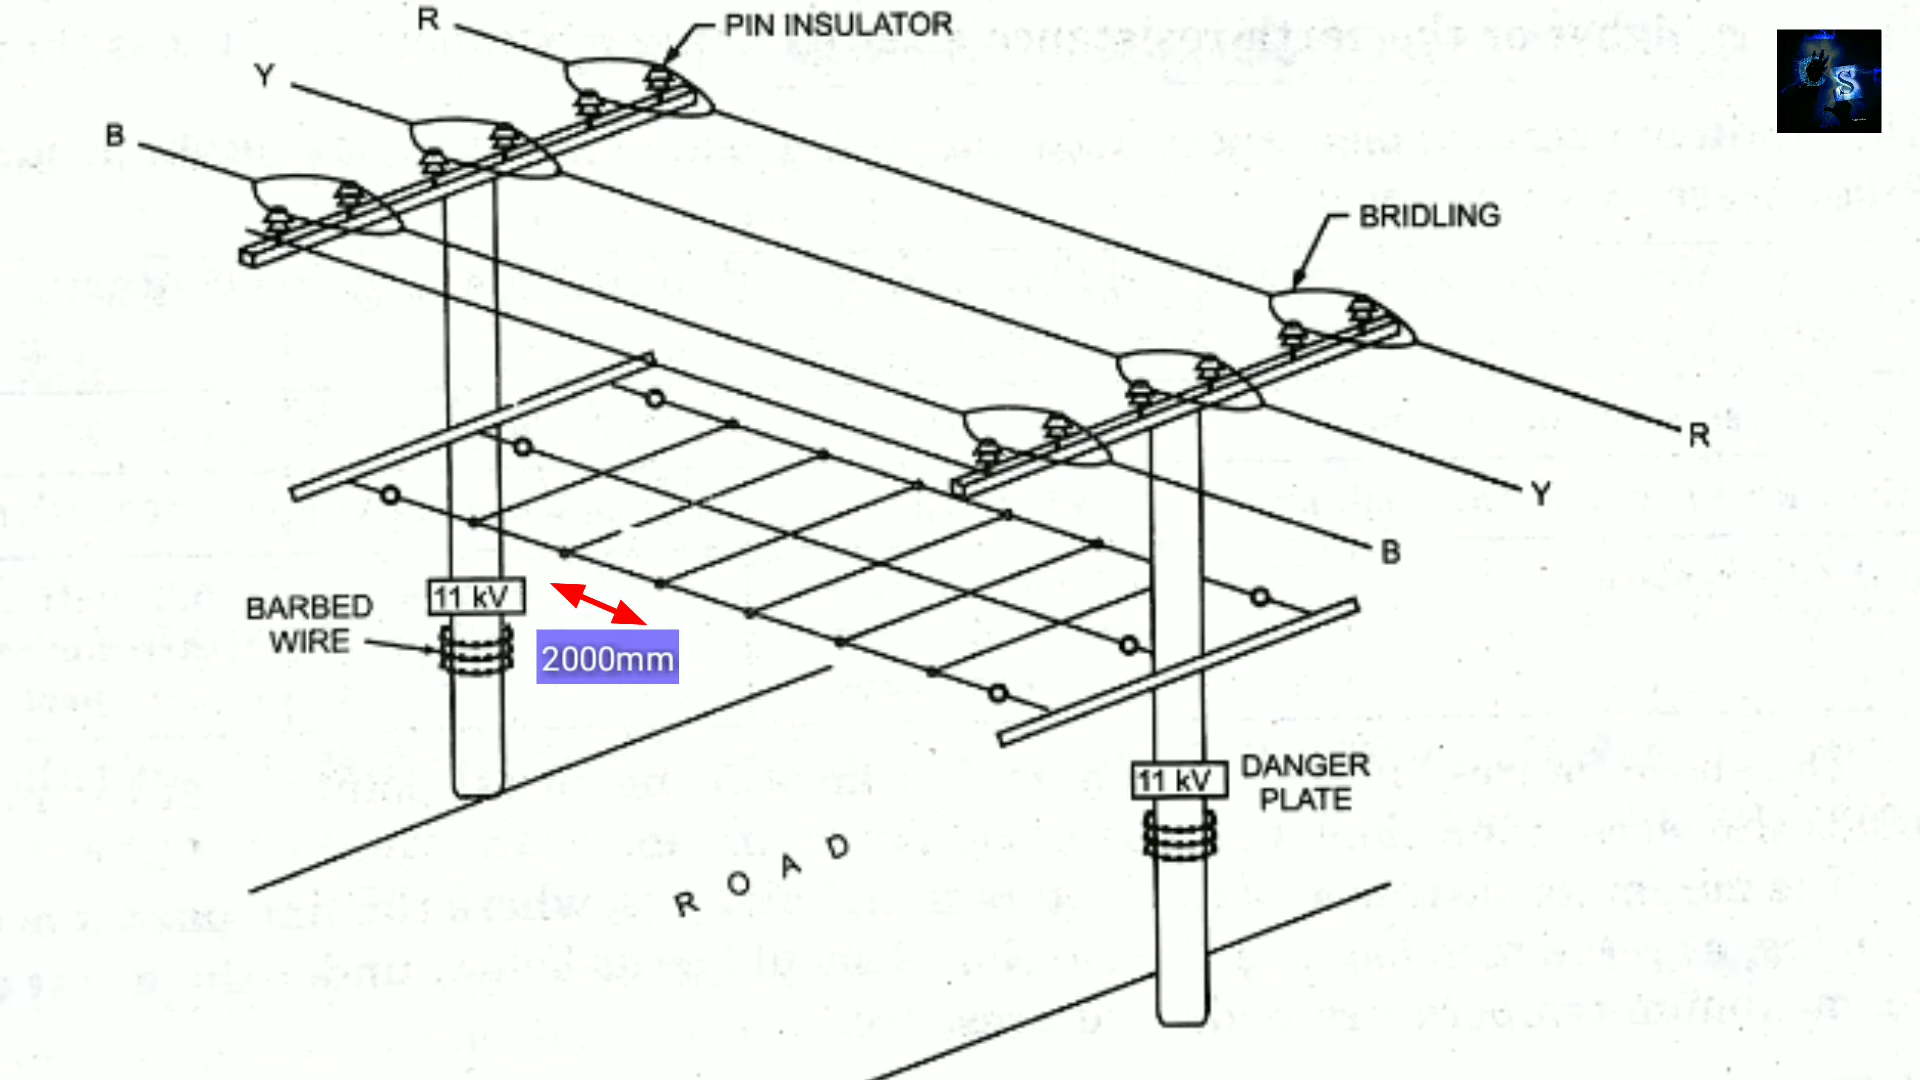 R
PIN INSULATOR
Y
B
BRIDLING
R
Y
B
11 kV
BARBED
WIRE
2000mm
11 kV
DANGER
PLATE
ROAD